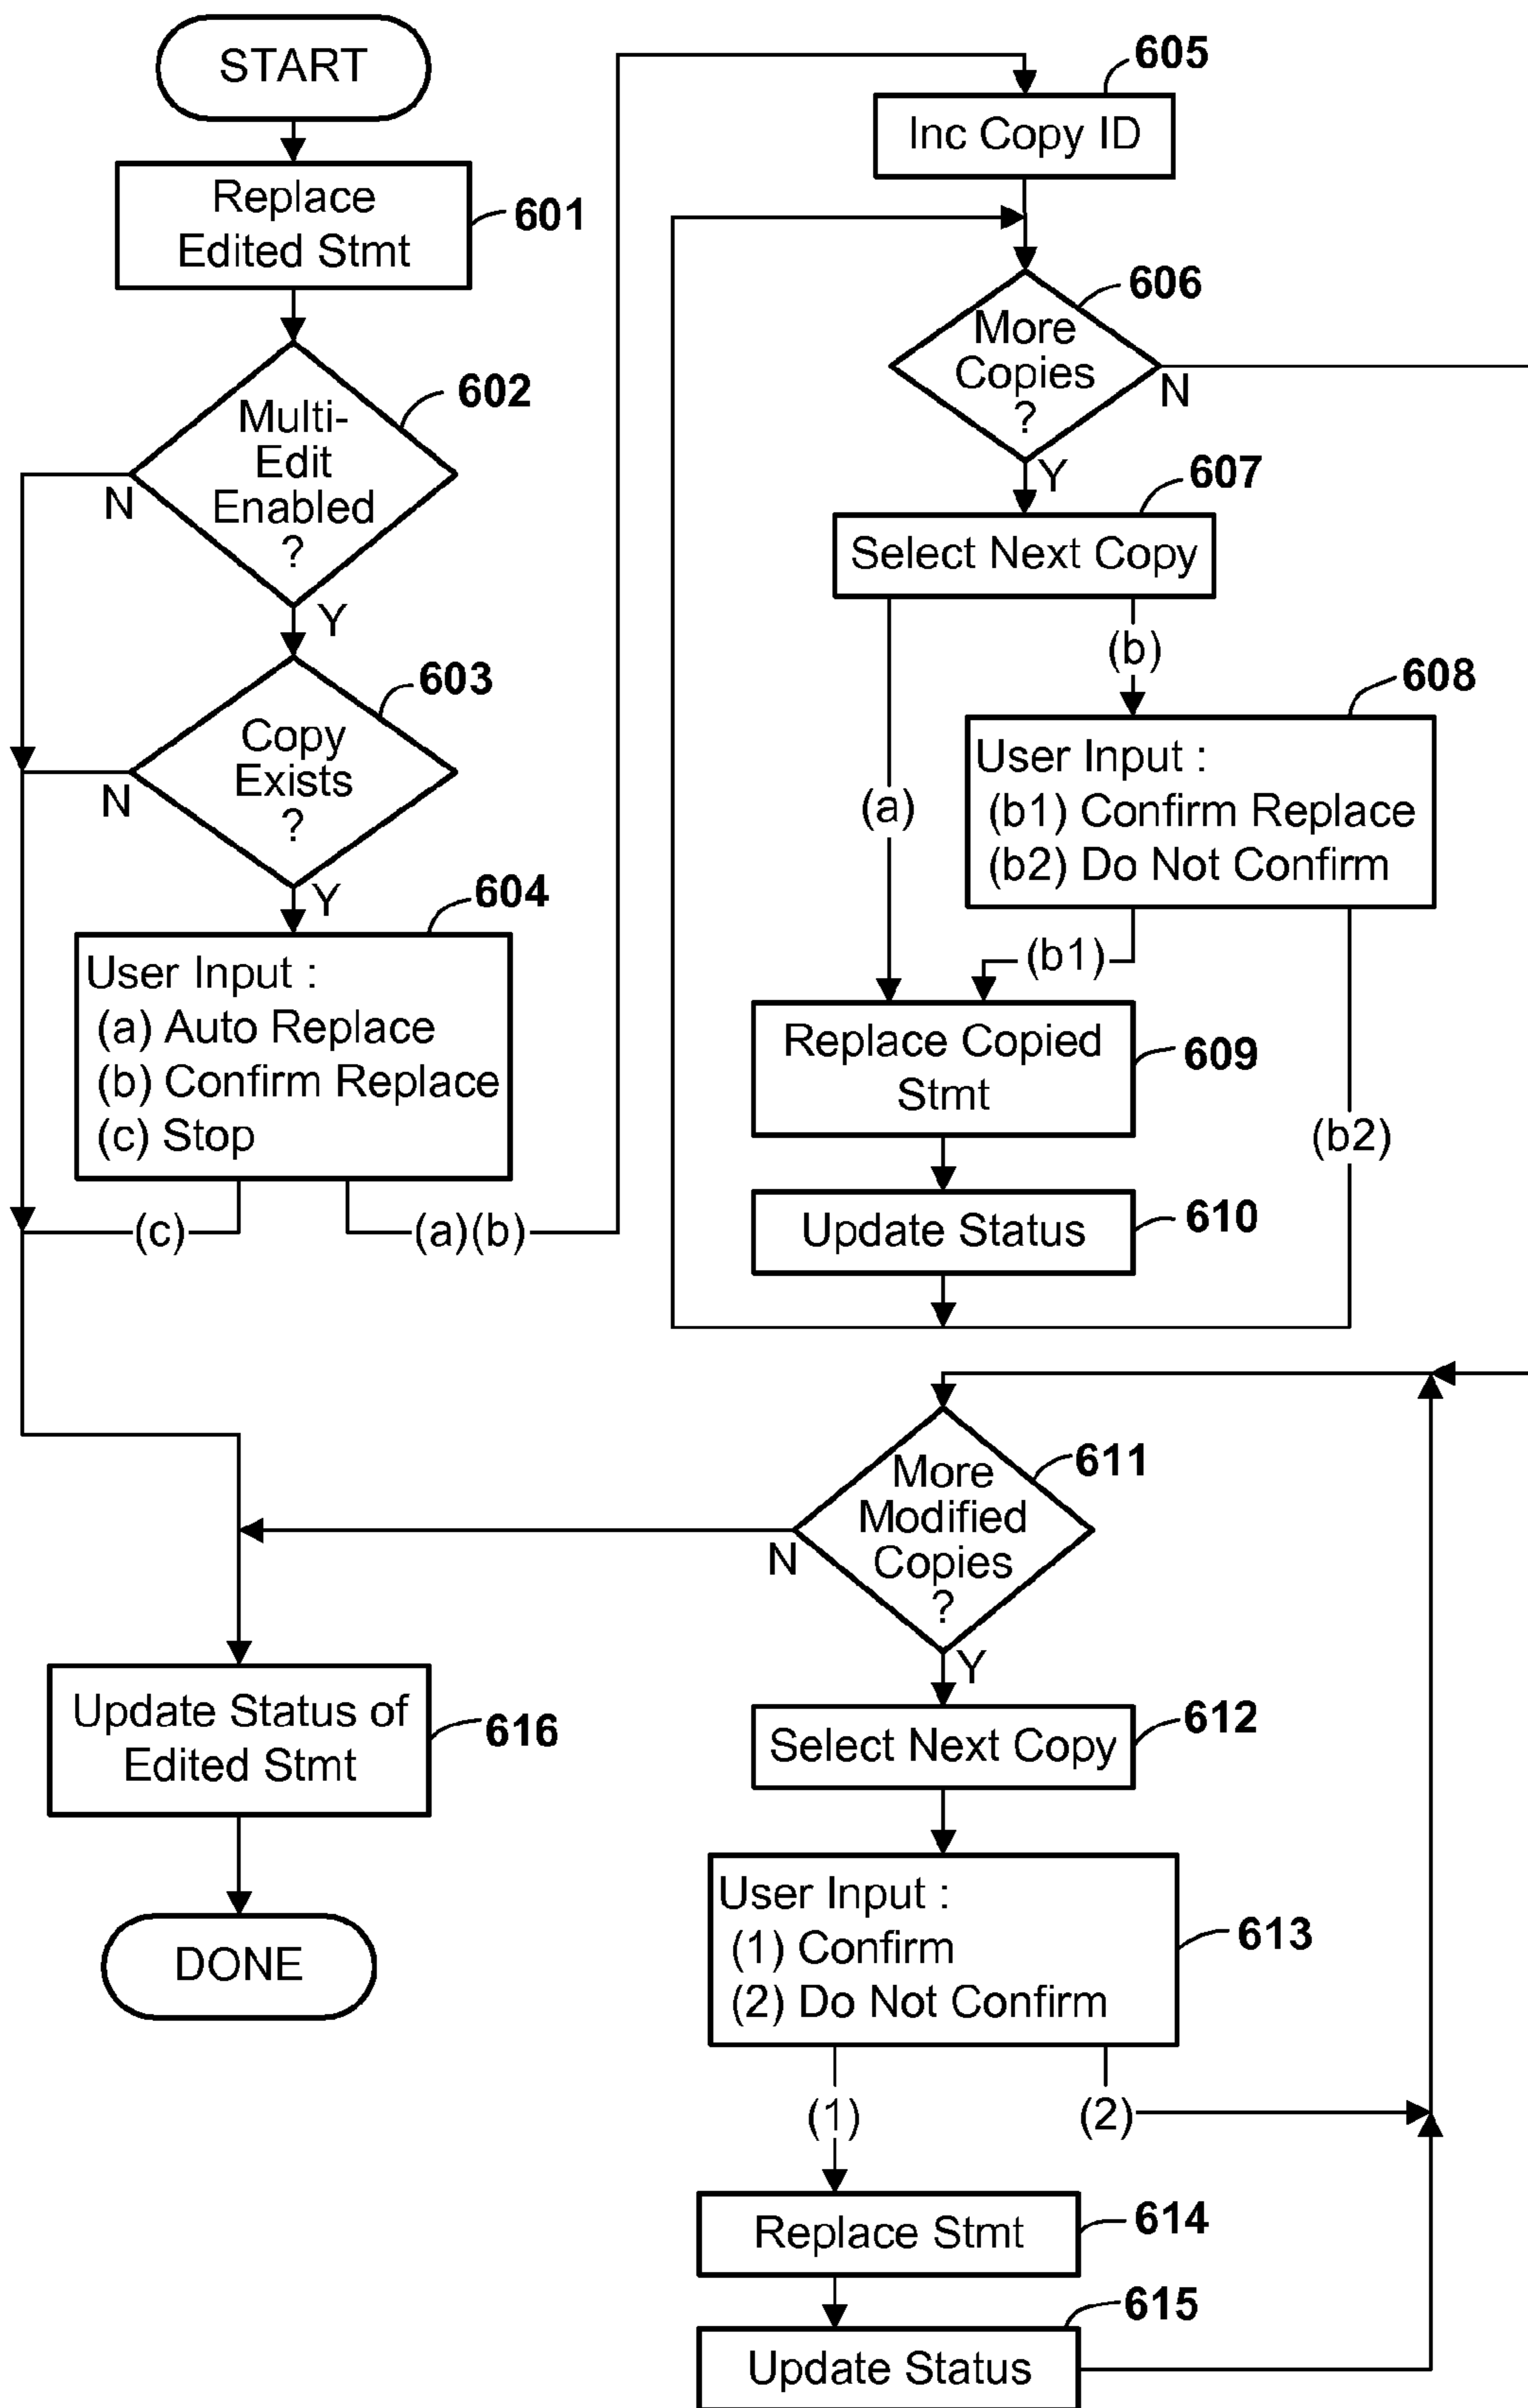 START
Replace
Edited Stmt
601
Multi-
Edit
Enabled
?
602
N
Y
Copy
Exists
?
603
N
Y
604
User Input :
(a) Auto Replace
(b) Confirm Replace
(c) Stop
(c)
(a)(b)
605
Inc Copy ID
606
More
Copies
?
N
Y
607
Select Next Copy
(a)
(b)
608
User Input :
(b1) Confirm Replace
(b2) Do Not Confirm
(b1)
(b2)
Replace Copied
Stmt
609
Update Status
610
More
Modified
Copies
?
611
N
Y
Select Next Copy
612
User Input :
(1) Confirm
(2) Do Not Confirm
613
(1)
(2)
Replace Stmt
614
615
Update Status
Update Status of
Edited Stmt
616
DONE